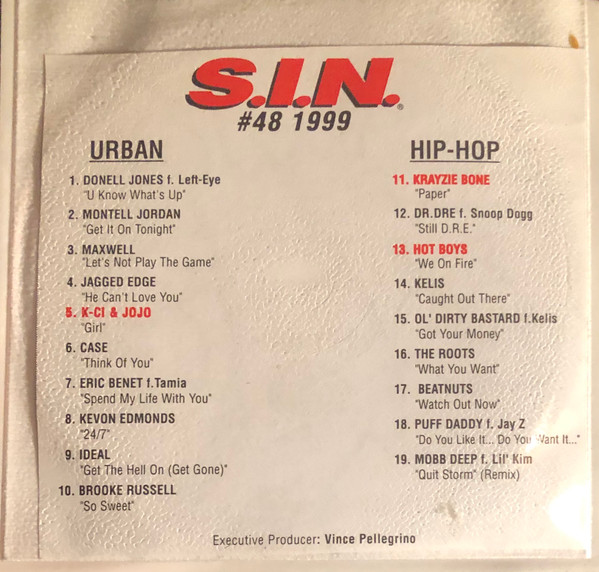 S.I.N.®
#48 1999
URBAN
1. DONELL JONES f. Left-Eye
"U Know What's Up"
2. MONTELL JORDAN
"Get It On Tonight"
3. MAXWELL
"Let's Not Play The Game"
4. JAGGED EDGE
"He Can't Love You"
5. K-CI & JOJO
"Girl"
6. CASE
"Think Of You"
7. ERIC BENET f.Tamia
"Spend My Life With You"
8. KEVON EDMONDS
"24/7"
9. IDEAL
"Get The Hell On (Get Gone)"
10. BROOKE RUSSELL
"So Sweet"
HIP-HOP
11. KRAYZIE BONE
"Paper"
12. DR.DRE f. Snoop Dogg
"Still D.R.E."
13. HOT BOYS
"We On Fire"
14. KELIS
"Caught Out There"
15. OL' DIRTY BASTARD f.Kelis
"Got Your Money"
16. THE ROOTS
"What You Want"
17. BEATNUTS
"Watch Out Now"
18. PUFF DADDY f. Jay Z
"Do You Like It... Do You Want It..."
19. MOBB DEEP f. Lil' Kim
"Quit Storm" (Remix)
Executive Producer: Vince Pellegrino